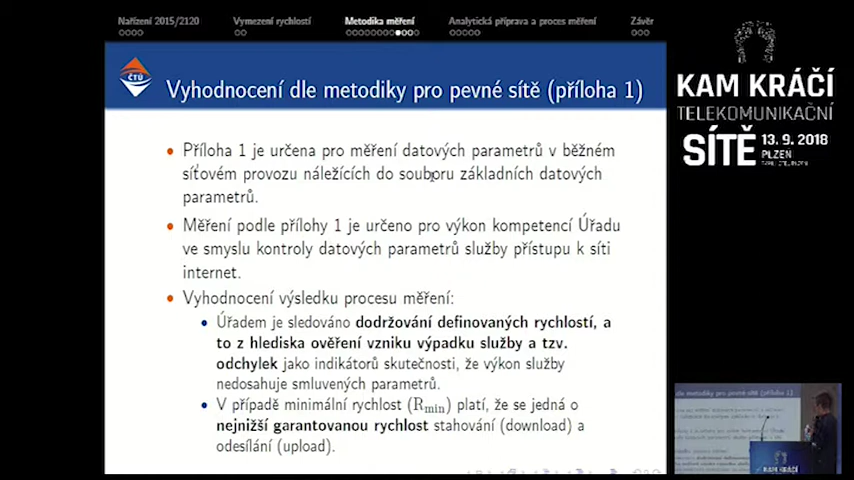 Nařízení 2015/2120 Vymezení rychlostí Metodika měření Analytická příprava a proces měření Závěr
ČTÚ
Vyhodnocení dle metodiky pro pevné sítě (příloha 1)
Příloha 1 je určena pro měření datových parametrů v běžném
síťovém provozu náležících do souboru základních datových
parametrů.
Měření podle přílohy 1 je určeno pro výkon kompetencí Úřadu
ve smyslu kontroly datových parametrů služby přístupu k síti
internet.
Vyhodnocení výsledku procesu měření:
Úřadem je sledováno dodržování definovaných rychlostí, a
to z hlediska ověření vzniku výpadku služby a tzv.
odchylek jako indikátorů skutečnosti, že výkon služby
nedosahuje smluvených parametrů.
V případě minimální rychlost (Rmin) platí, že se jedná o
nejnižší garantovanou rychlost stahování (download) a
odesílání (upload).
KAM KRÁČÍ
TELEKOMUNIKAČNÍ
SÍTĚ 13. 9. 2018
PLZEN
KAM KRÁČÍ